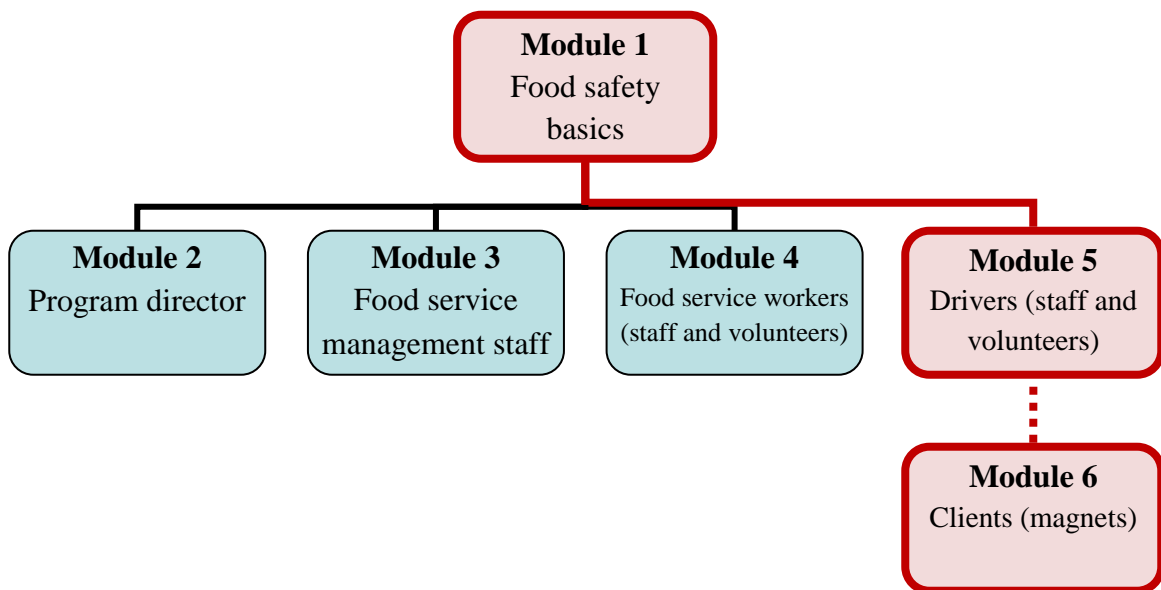 Module 1
Food safety
basics
Module 2
Program director
Module 3
Food service
management staff
Module 4
Food service workers
(staff and volunteers)
Module 5
Drivers (staff and
volunteers)
Module 6
Clients (magnets)